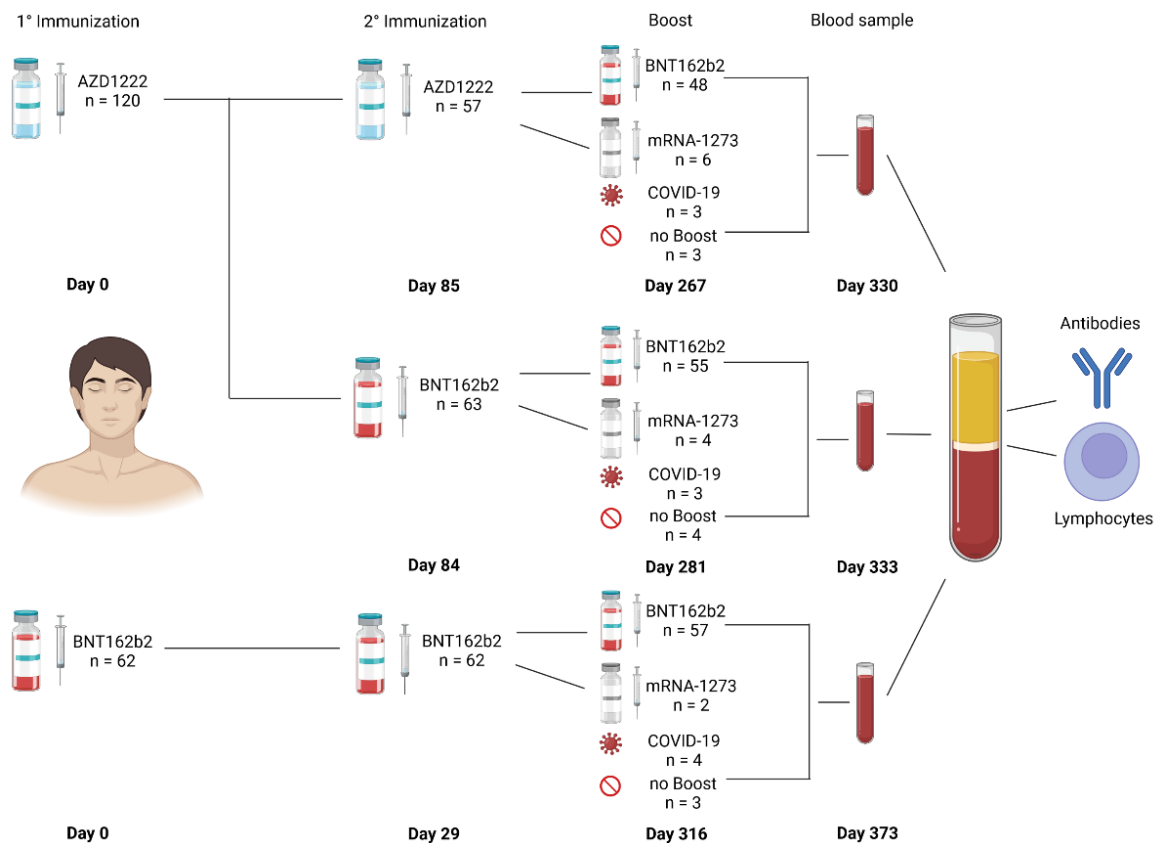 1° Immunization
2° Immunization
Boost
Blood sample
AZD1222
n = 120
AZD1222
n = 57
BNT162b2
n = 48
mRNA-1273
n = 6
COVID-19
n = 3
no Boost
n = 3
Day 0
Day 85
Day 267
Day 330
BNT162b2
n = 63
BNT162b2
n = 55
mRNA-1273
n = 4
COVID-19
n = 3
no Boost
n = 4
Day 84
Day 281
Day 333
Antibodies
Lymphocytes
BNT162b2
n = 62
BNT162b2
n = 62
BNT162b2
n = 57
mRNA-1273
n = 2
COVID-19
n = 4
no Boost
n = 3
Day 0
Day 29
Day 316
Day 373